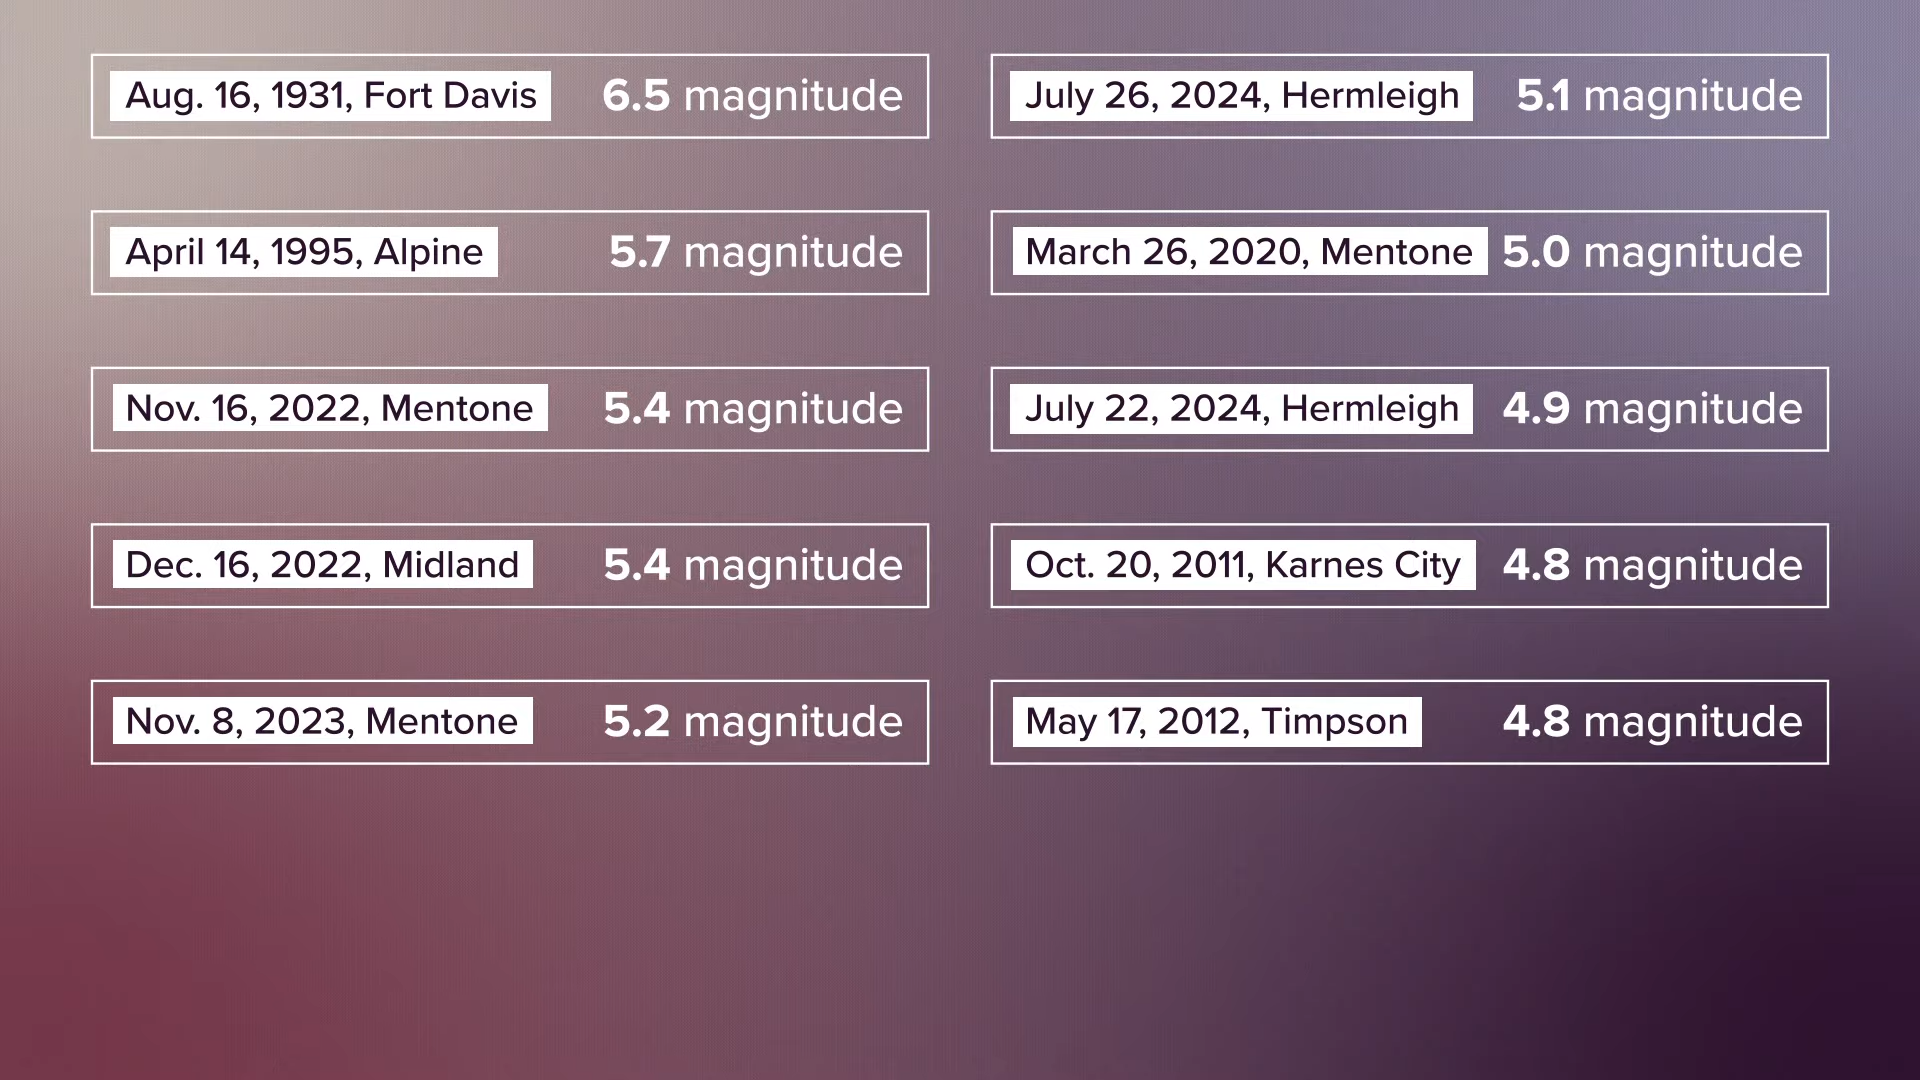 Aug. 16, 1931, Fort Davis 6.5 magnitude
April 14, 1995, Alpine 5.7 magnitude
Nov. 16, 2022, Mentone 5.4 magnitude
Dec. 16, 2022, Midland 5.4 magnitude
Nov. 8, 2023, Mentone 5.2 magnitude
July 26, 2024, Hermleigh 5.1 magnitude
March 26, 2020, Mentone 5.0 magnitude
July 22, 2024, Hermleigh 4.9 magnitude
Oct. 20, 2011, Karnes City 4.8 magnitude
May 17, 2012, Timpson 4.8 magnitude